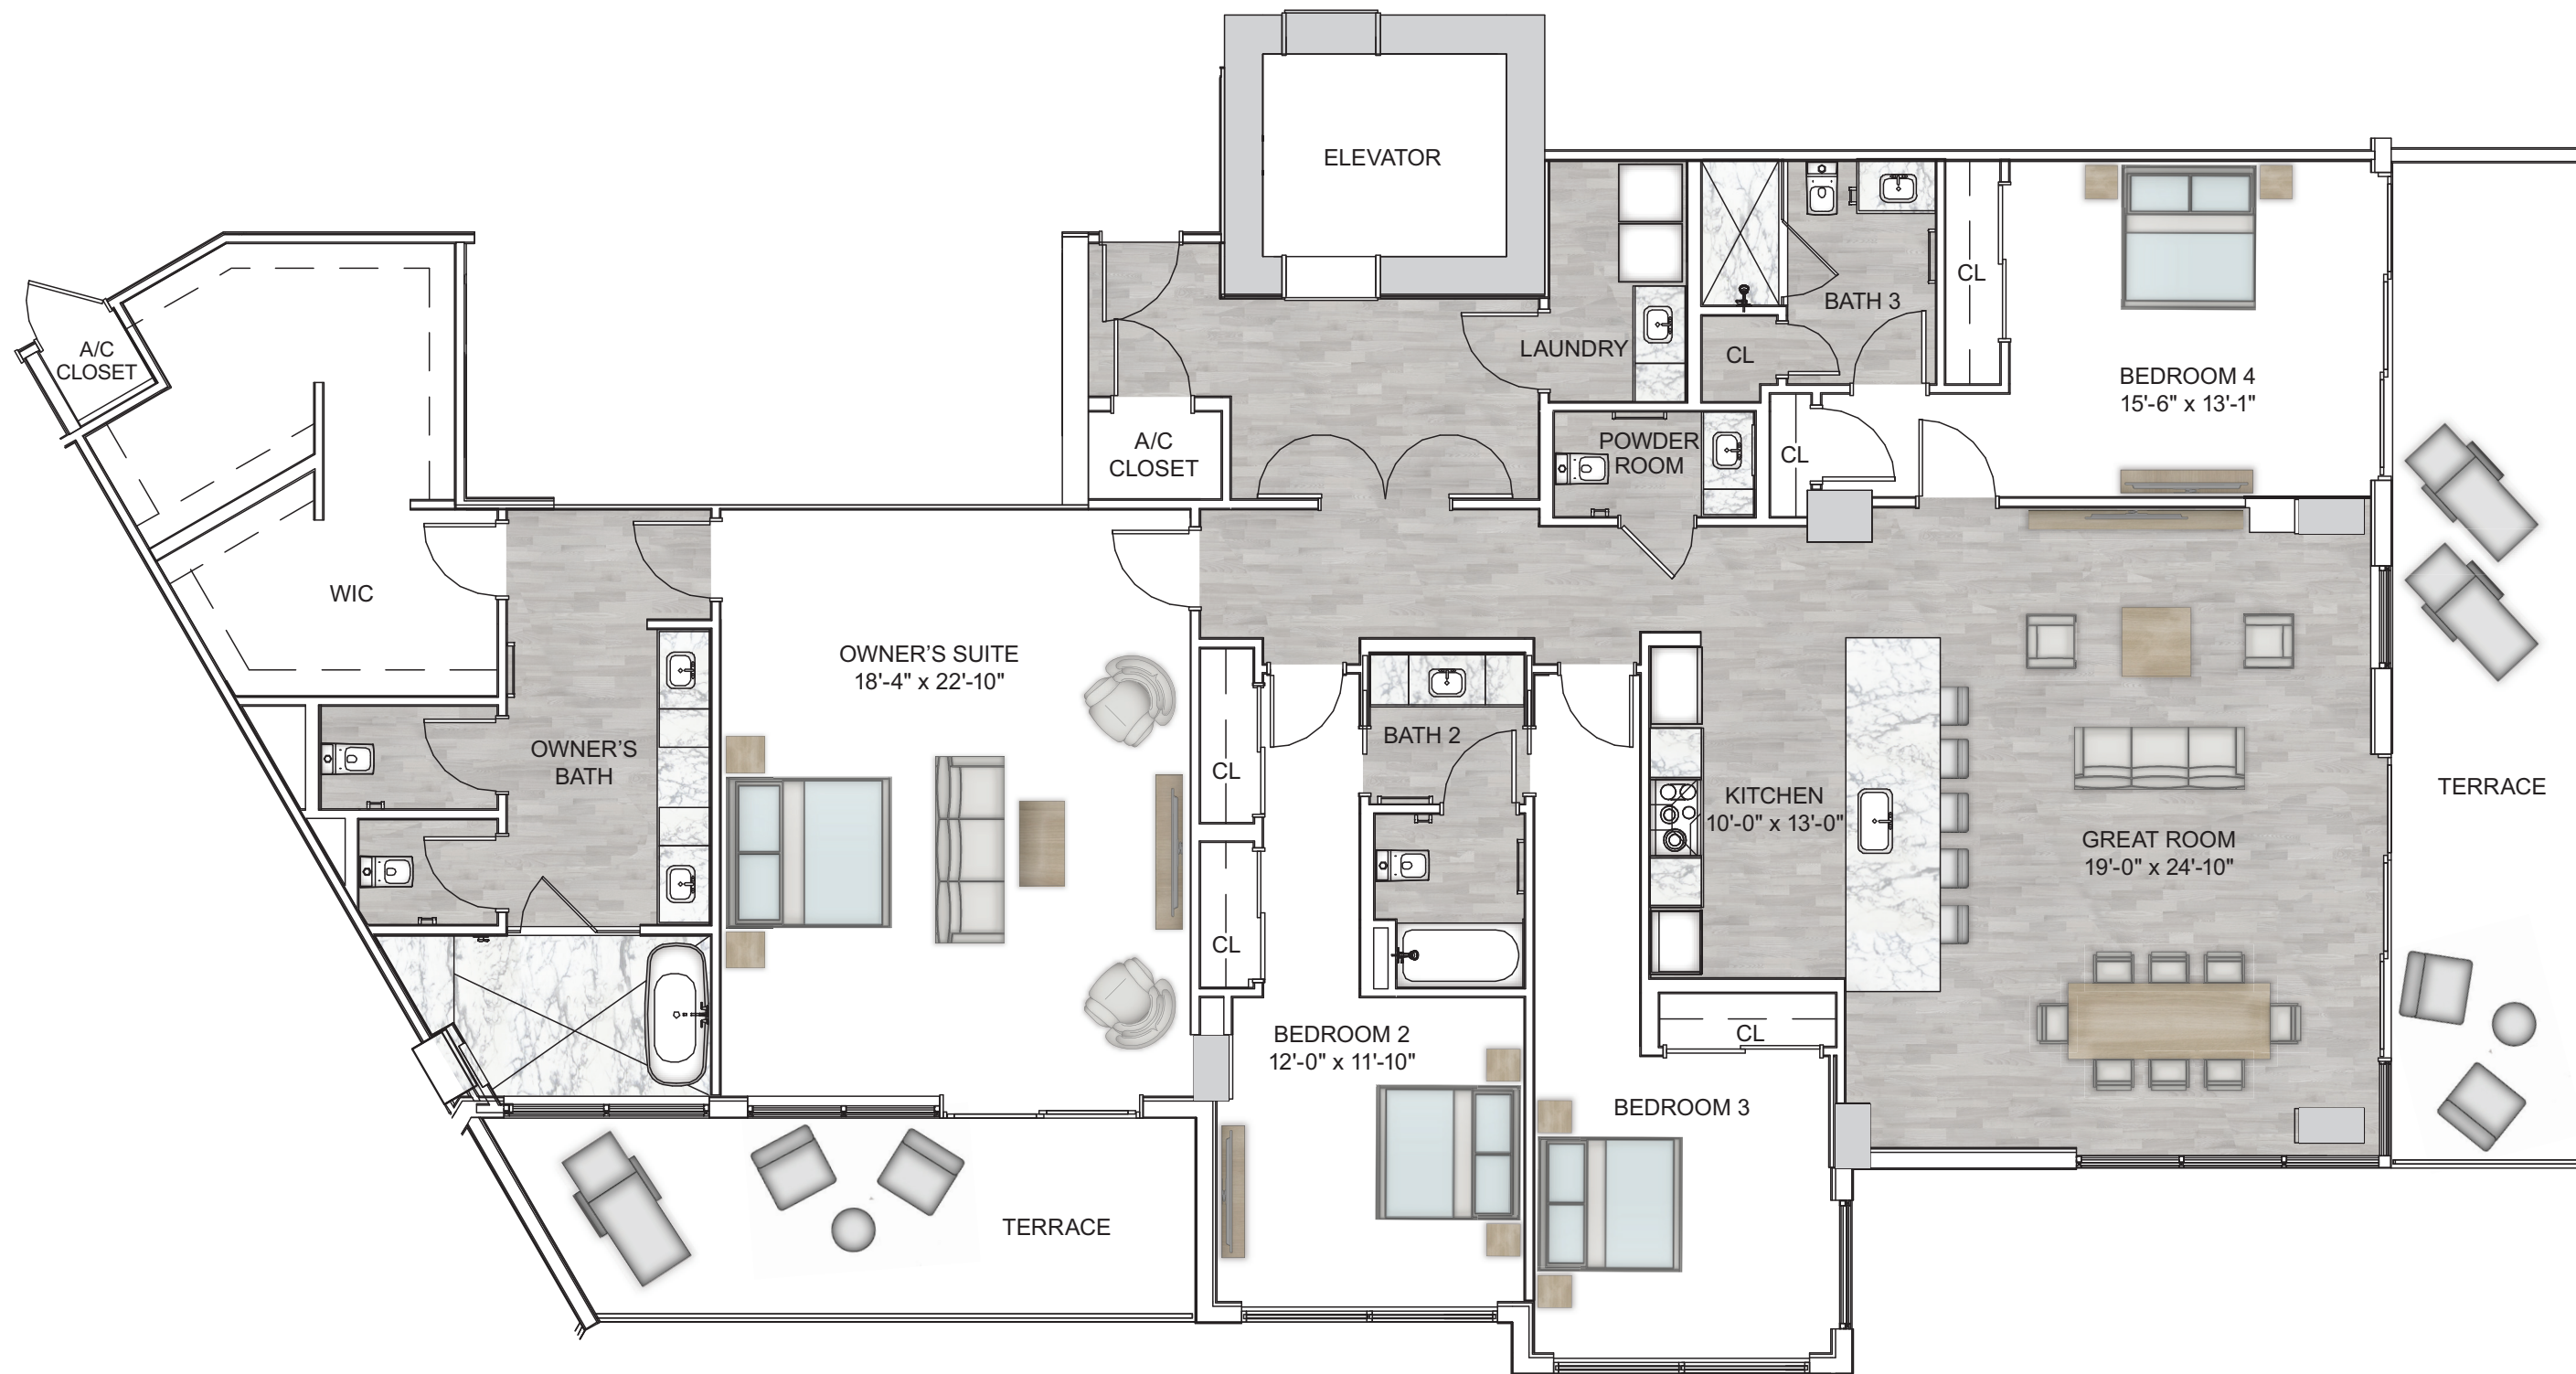 ELEVATOR
A/C
CLOSET
LAUNDRY
BATH 3
CL
CL
BEDROOM 4
15'-6" x 13'-1"
A/C
CLOSET
POWDER
ROOM
CL
WIC
OWNER'S SUITE
18'-4" x 22'-10"
OWNER'S
BATH
CL
BATH 2
KITCHEN
10'-0" x 13'-0"
GREAT ROOM
19'-0" x 24'-10"
TERRACE
CL
BEDROOM 2
12'-0" x 11'-10"
CL
BEDROOM 3
TERRACE